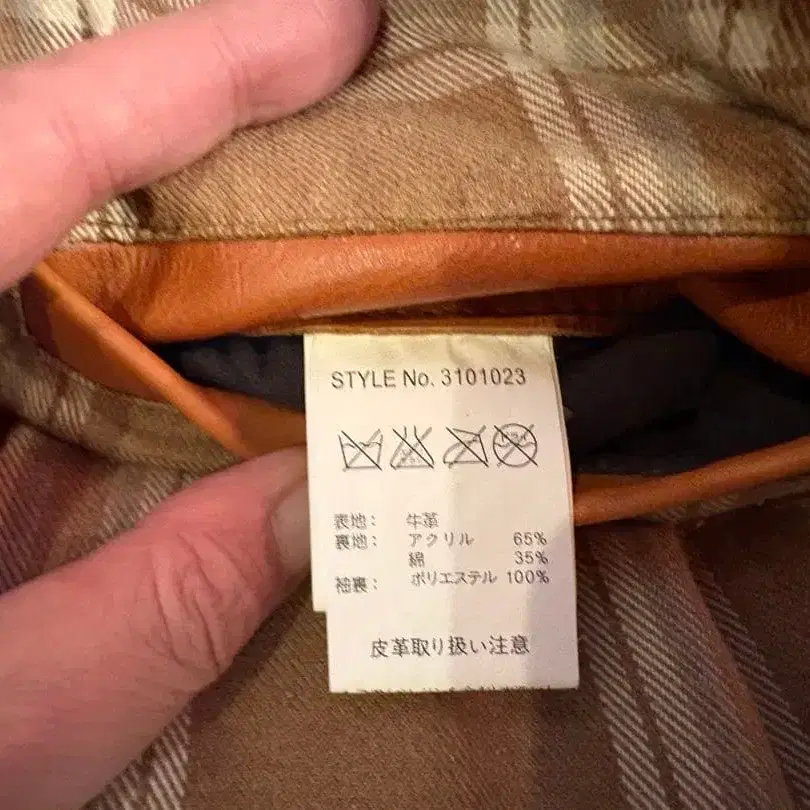 STYLE No. 3101023
表地： 牛革
裏地： アクリル 65%
綿 35%
袖裏： ポリエステル 100%
皮革取り扱い注意